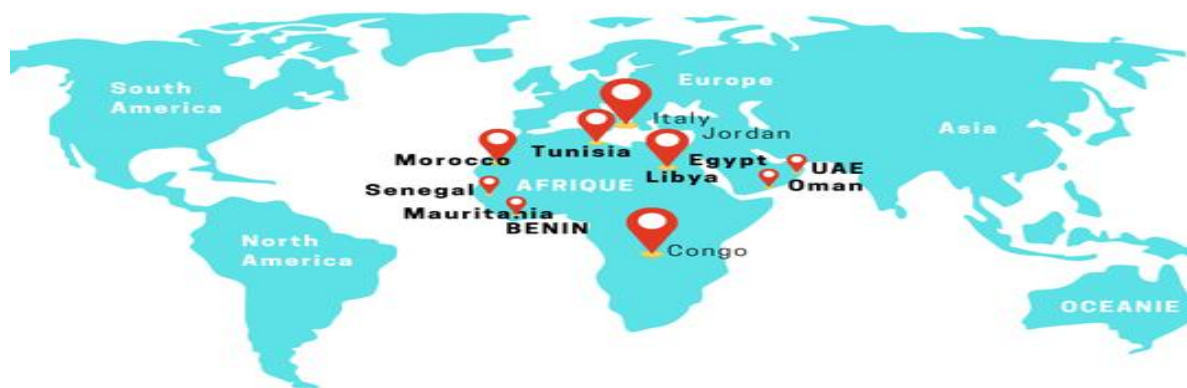 Europe
South
America
Italy
Jordan
Asia
Morocco
Tunisia
Egypt
UAE
Libya
Senegal
AFRIQUE
Oman
Mauritania
BENIN
North
America
Congo
OCEANIE